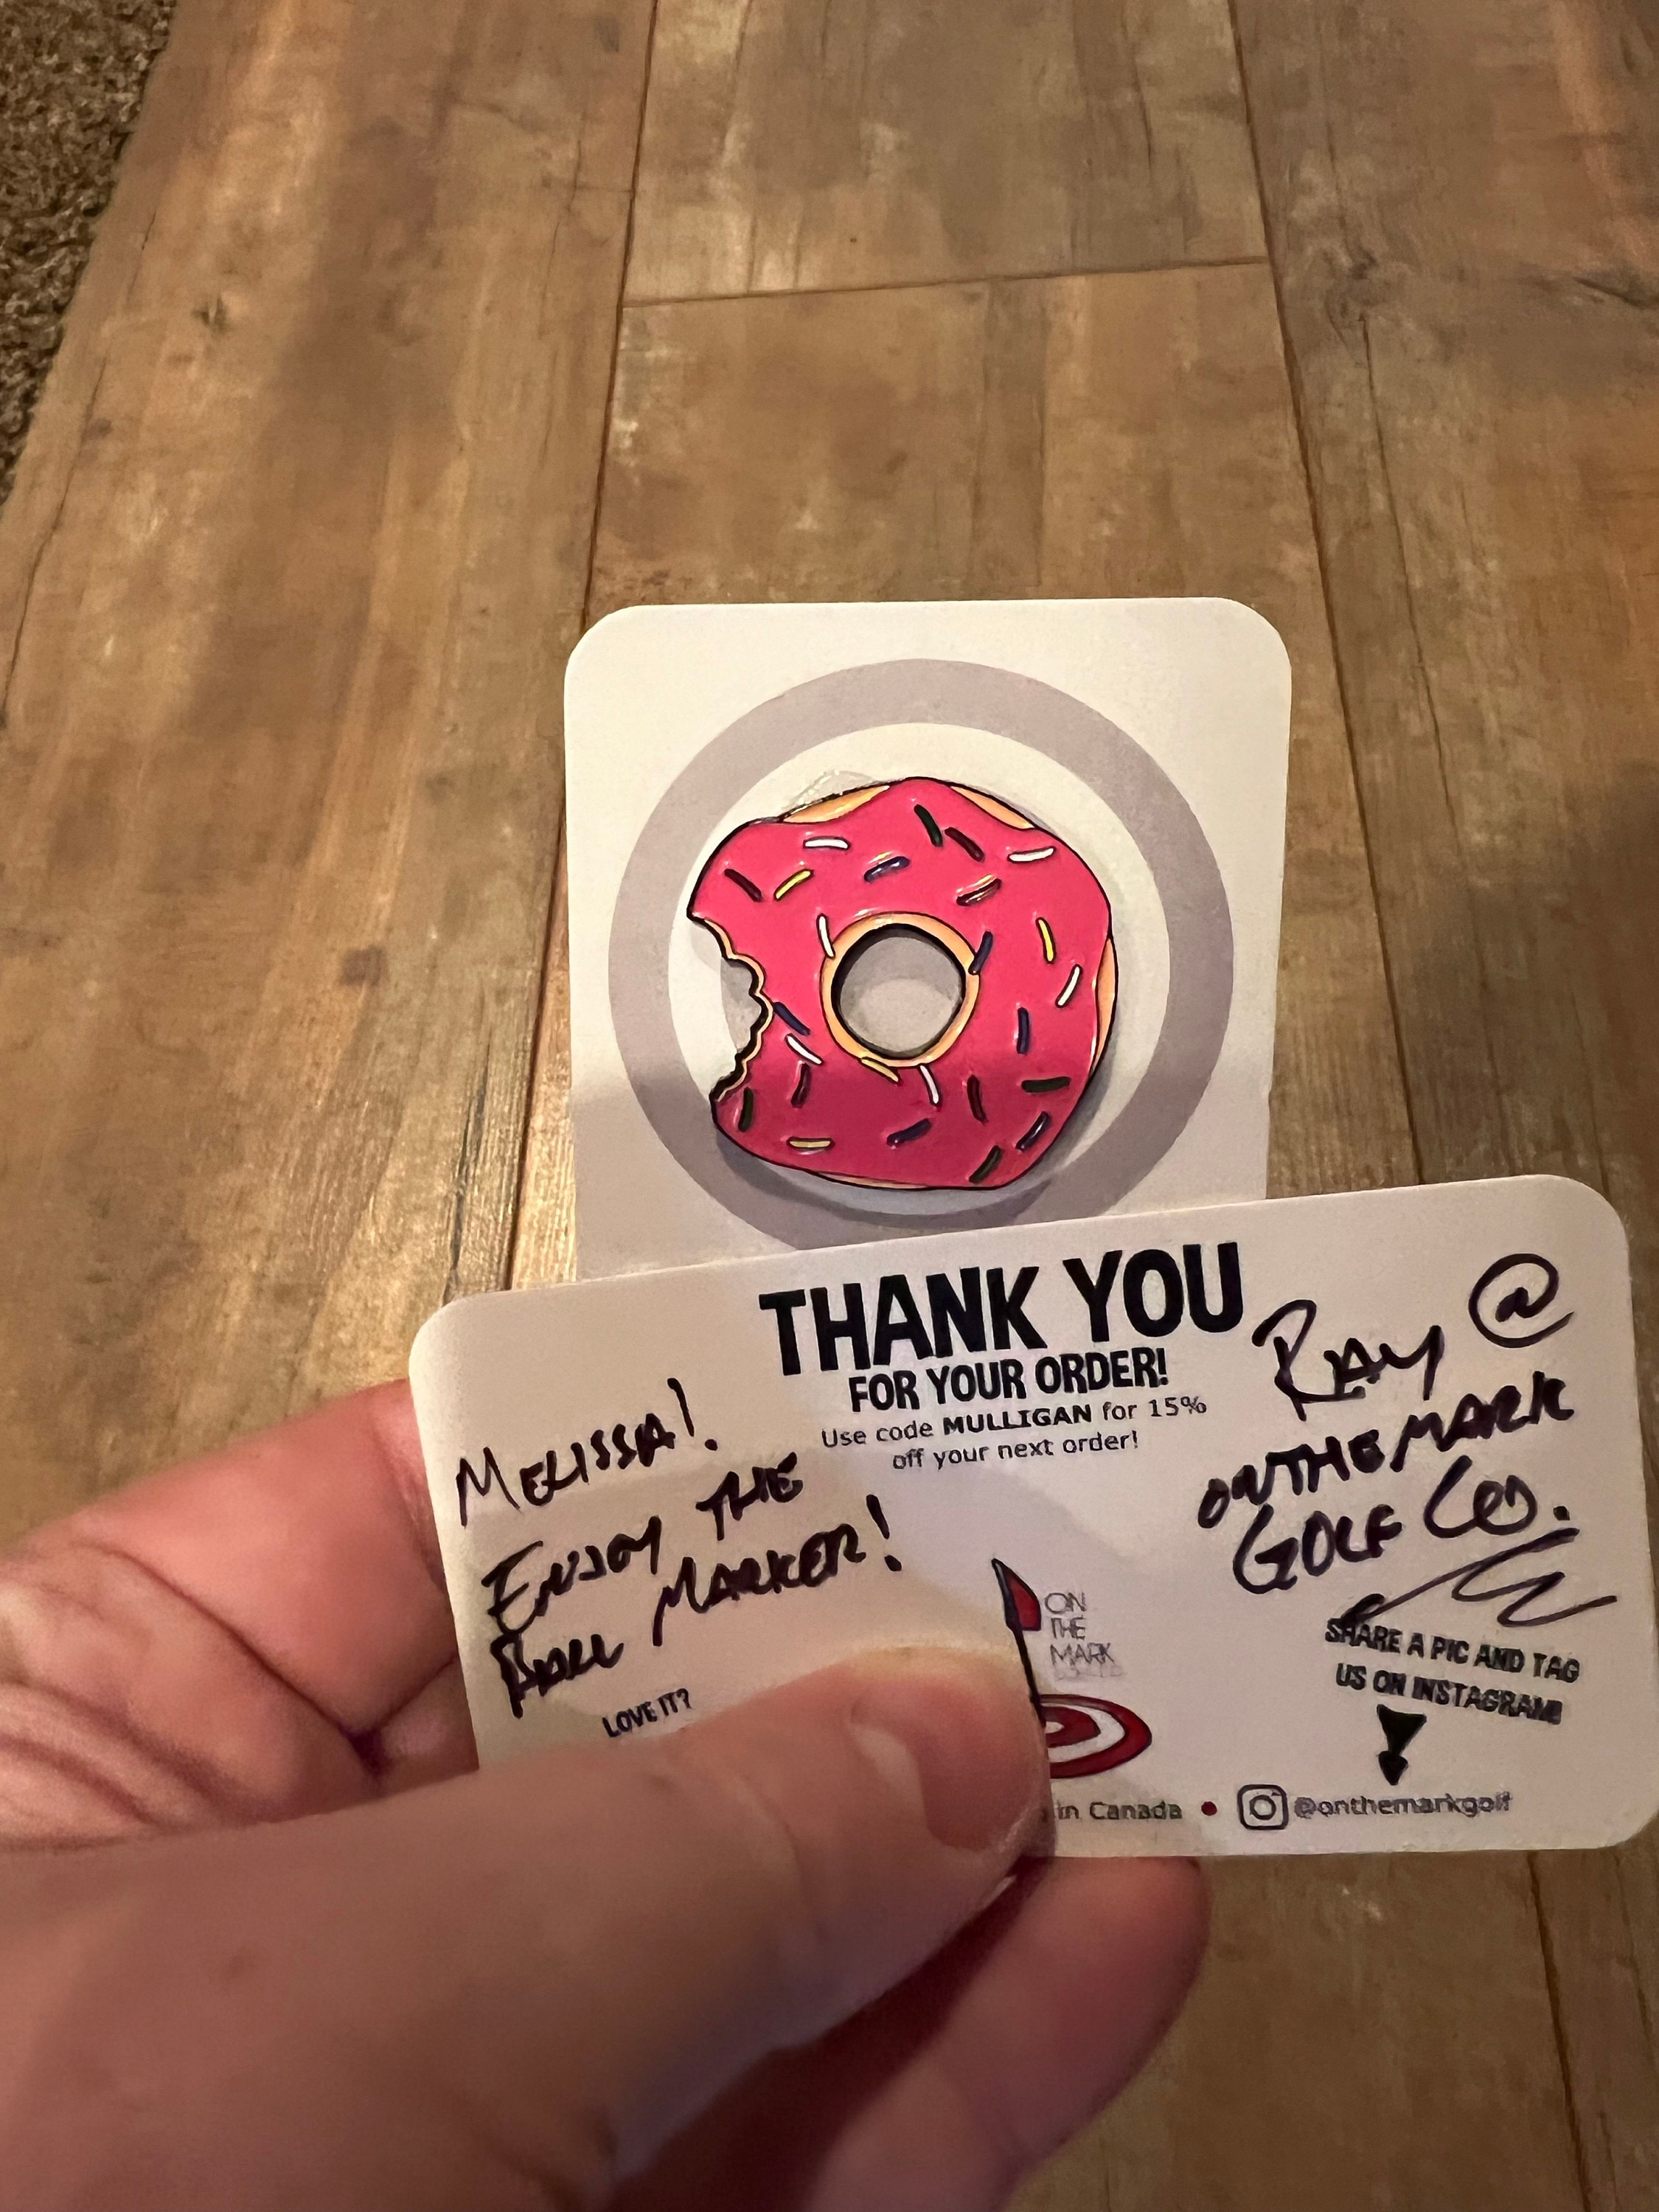 THANK YOU
FOR YOUR ORDER!
Use code MULLIGAN for 15%
off your next order!
MELISSA!
ENJOY THE
BALL MARKER!
RAY @
ONTHEMARK
GOLF CO.
LOVE IT?
ON
THE
MARK
SHARE A PIC AND TAG
US ON INSTAGRAM!
in Canada • @onthemarkgolf